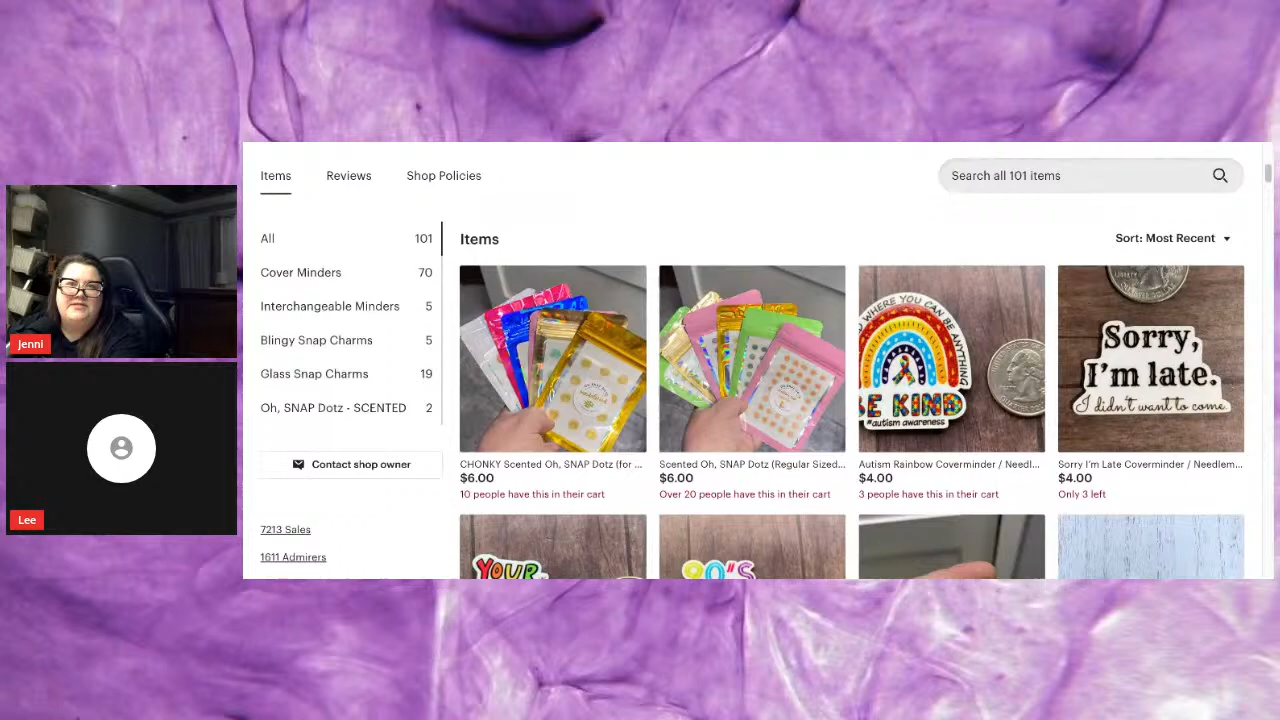 Items Reviews Shop Policies
Search all 101 items
All 101
Cover Minders 70
Interchangeable Minders 5
Blingy Snap Charms 5
Glass Snap Charms 19
Oh, SNAP Dotz - SCENTED 2
Contact shop owner
7213 Sales
1611 Admirers
Items
Sort: Most Recent
WHERE YOU CAN BE ANYTHING
BE KIND
#autism awareness
LIBERTY
Sorry,
I'm late.
I didn't want to come.
CHONKY Scented Oh, SNAP Dotz (for ...
$6.00
10 people have this in their cart
Scented Oh, SNAP Dotz (Regular Sized...
$6.00
Over 20 people have this in their cart
Autism Rainbow Coverminder / Needl...
$4.00
3 people have this in their cart
Sorry I'm Late Coverminder / Needlem...
$4.00
Only 3 left
YOUR
90's
Jenni
Lee